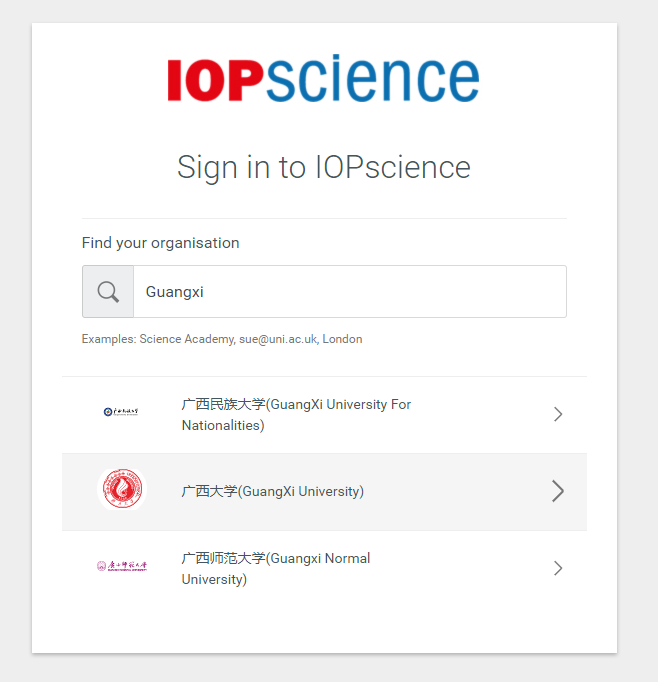 IOPscience
Sign in to IOPscience
Find your organisation
Guangxi
Examples: Science Academy, sue@uni.ac.uk, London
广西民族大学(GuangXi University For
Nationalities)
广西大学(GuangXi University)
广西师范大学(Guangxi Normal
University)